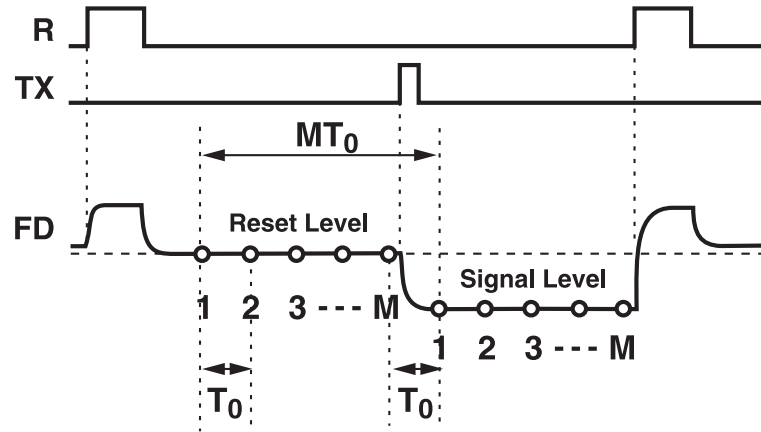 R
TX
MT0
FD
Reset Level
Signal Level
1 2 3 --- M
1 2 3 --- M
T0 T0